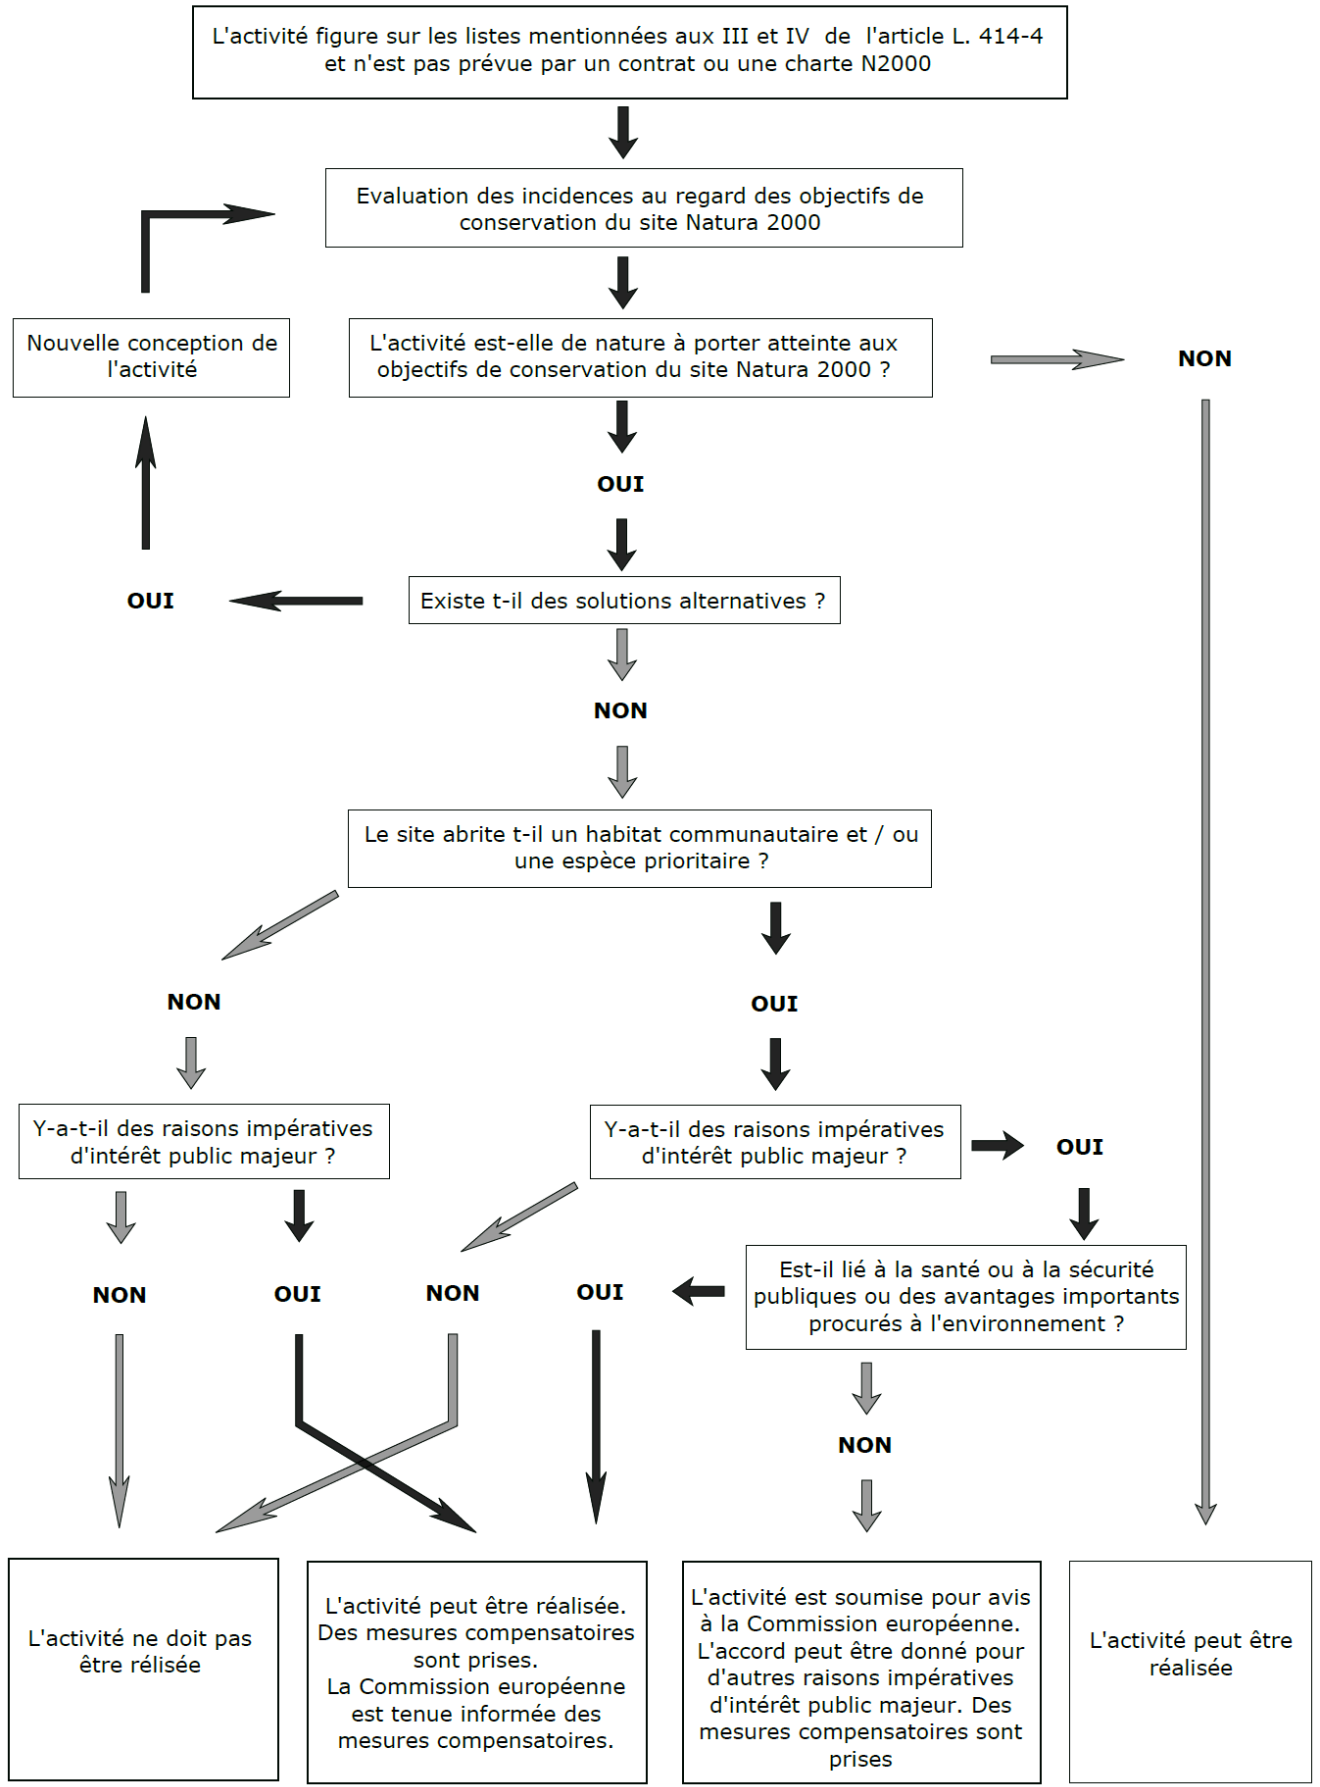 L'activité figure sur les listes mentionnées aux III et IV de l'article L. 414-4
et n'est pas prévue par un contrat ou une charte N2000
Evaluation des incidences au regard des objectifs de
conservation du site Natura 2000
Nouvelle conception de
l'activité
L'activité est-elle de nature à porter atteinte aux
objectifs de conservation du site Natura 2000 ?
NON
OUI
OUI
Existe t-il des solutions alternatives ?
NON
Le site abrite t-il un habitat communautaire et / ou
une espèce prioritaire ?
NON
OUI
Y-a-t-il des raisons impératives
d'intérêt public majeur ?
Y-a-t-il des raisons impératives
d'intérêt public majeur ?
OUI
NON
OUI
NON
OUI
Est-il lié à la santé ou à la sécurité
publiques ou des avantages importants
procurés à l'environnement ?
NON
L'activité ne doit pas
être rélisée
L'activité peut être réalisée.
Des mesures compensatoires
sont prises.
La Commission européenne
est tenue informée des
mesures compensatoires.
L'activité est soumise pour avis
à la Commission européenne.
L'accord peut être donné pour
d'autres raisons impératives
d'intérêt public majeur. Des
mesures compensatoires sont
prises
L'activité peut être
réalisée